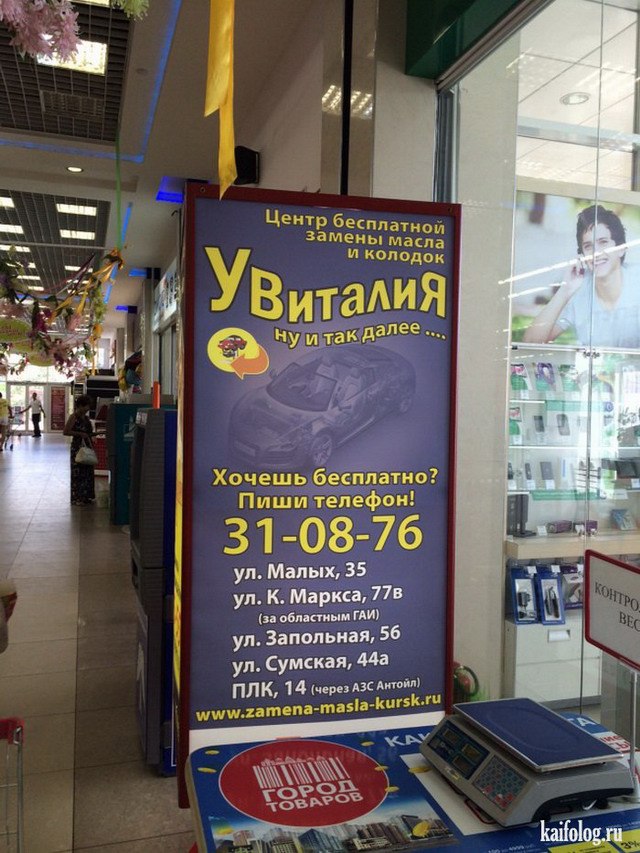 Центр бесплатной
замены масла
и колодок
УВиталиЯ
ну и так далее ....
Хочешь бесплатно?
Пиши телефон!
31-08-76
ул. Малых, 35
ул. К. Маркса, 77в
(за областным ГАИ)
ул. Запольная, 56
ул. Сумская, 44а
ПЛК, 14 (через АЗС Антойл)
www.zamena-masla-kursk.ru
ГОРОД
ТОВАРОВ
kaifolog.ru